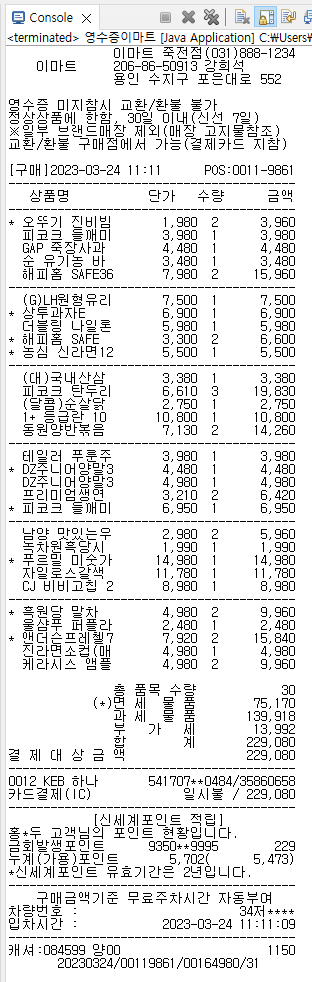 Console
<terminated> 영수증이마트 [Java Application] C:₩Users₩
이마트 죽전점(031)888-1234
이마트 206-86-50913 강희석
용인 수지구 포은대로 552
영수증 미지참시 교환/환불 불가
정상상품에 한함, 30일 이내(신선 7일)
※일부 브랜드매장 제외(매장 고지물참조)
교환/환불 구매점에서 가능(결제카드 지참)
[구매]2023-03-24 11:11 POS:0011-9861
상품명 단가 수량 금액
* 오뚜기 진비빔 1,980 2 3,960
피코크 들깨미 3,980 1 3,980
GAP 죽장사과 4,480 1 4,480
순 유기농 바 3,480 1 3,480
해피홈 SAFE36 7,980 2 15,960
(G)LH원형유리 7,500 1 7,500
* 상투과자E 6,900 1 6,900
더블링 나일론 5,980 1 5,980
* 해피홈 SAFE 3,300 2 6,600
* 농심 신라면12 5,500 1 5,500
(대)국내산삼 3,380 1 3,380
피코크 탄두리 6,610 3 19,830
(달콤)순살닭 2,750 1 2,750
1+ 등급란 10 10,800 1 10,800
동원양반볶음 7,130 2 14,260
테일러 푸룬주 3,980 1 3,980
* DZ주니어양말3 4,480 1 4,480
DZ주니어양말3 4,980 1 4,980
프리미엄생연 3,210 2 6,420
* 피코크 들깨미 6,950 1 6,950
남양 맛있는우 2,980 2 5,960
녹차원흑당시 1,990 1 1,990
* 푸르밀 미숫가 14,980 1 14,980
자일로스갈색 11,780 1 11,780
CJ 비비고칩 2 8,980 1 8,980
* 흑원당 말차 4,980 2 9,960
울샴푸 퍼플라 2,480 1 2,480
* 앤더슨프레첼7 7,920 2 15,840
진라면소컵(매 4,980 1 4,980
케라시스 앰플 4,980 2 9,960
총 품목 수량 30
(*)면 세 물 품 75,170
과 세 물 품 139,918
부 가 세 13,992
합 계 229,080
결 제 대 상 금 액 229,080
0012 KEB 하나 541707**0484/35860658
카드결제(IC) 일시불 / 229,080
[신세계포인트 적립]
홍*두 고객님의 포인트 현황입니다.
금회발생포인트 9350**9995 229
누계(가용)포인트 5,702( 5,473)
*신세계포인트 유효기간은 2년입니다.
구매금액기준 무료주차시간 자동부여
차량번호 : 34저****
입차시간 : 2023-03-24 11:11:09
캐셔:084599 양00 1150
20230324/00119861/00164980/31